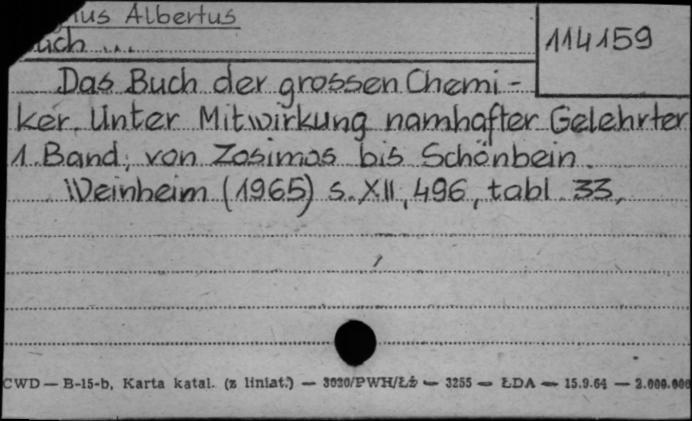 Albertus
114159
Das Buch der grossen Chemi-
ker. Unter Mitwirkung namhafter Gelehrter
1. Band: von Zosimos bis Schönbein.
Weinheim (1965) s. XII, 496, tabl. 33,
CWD — B-15-b, Karta katal. (z liniat.) — 3020/PWH/Łż — 3255 — ŁDA — 15.9.64 — 2.000.000